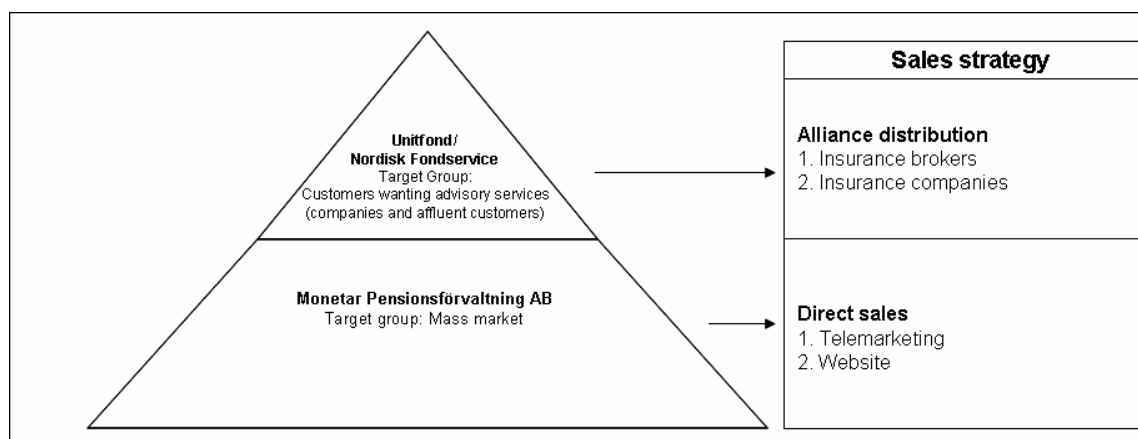 Sales strategy
Unitfond/
Nordisk Fondservice
Target Group:
Customers wanting advisory services
(companies and affluent customers)
Alliance distribution
1. Insurance brokers
2. Insurance companies
Monetar Pensionsförvaltning AB
Target group: Mass market
Direct sales
1. Telemarketing
2. Website